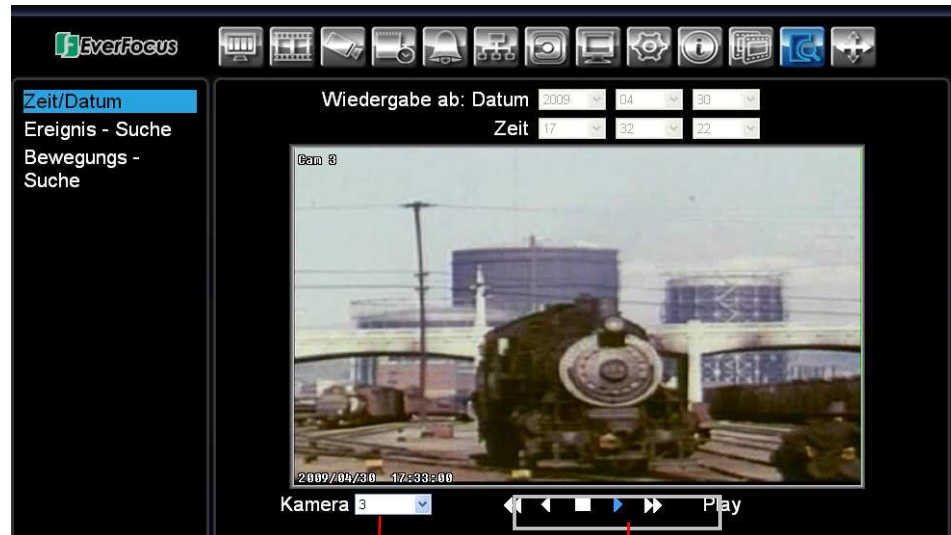 EverFocus
Zeit/Datum
Ereignis - Suche
Bewegungs -
Suche
Wiedergabe ab: Datum 2009 04 30
Zeit 17 32 22
Cam 3
2009/04/30 17:33:00
Kamera 3
Play